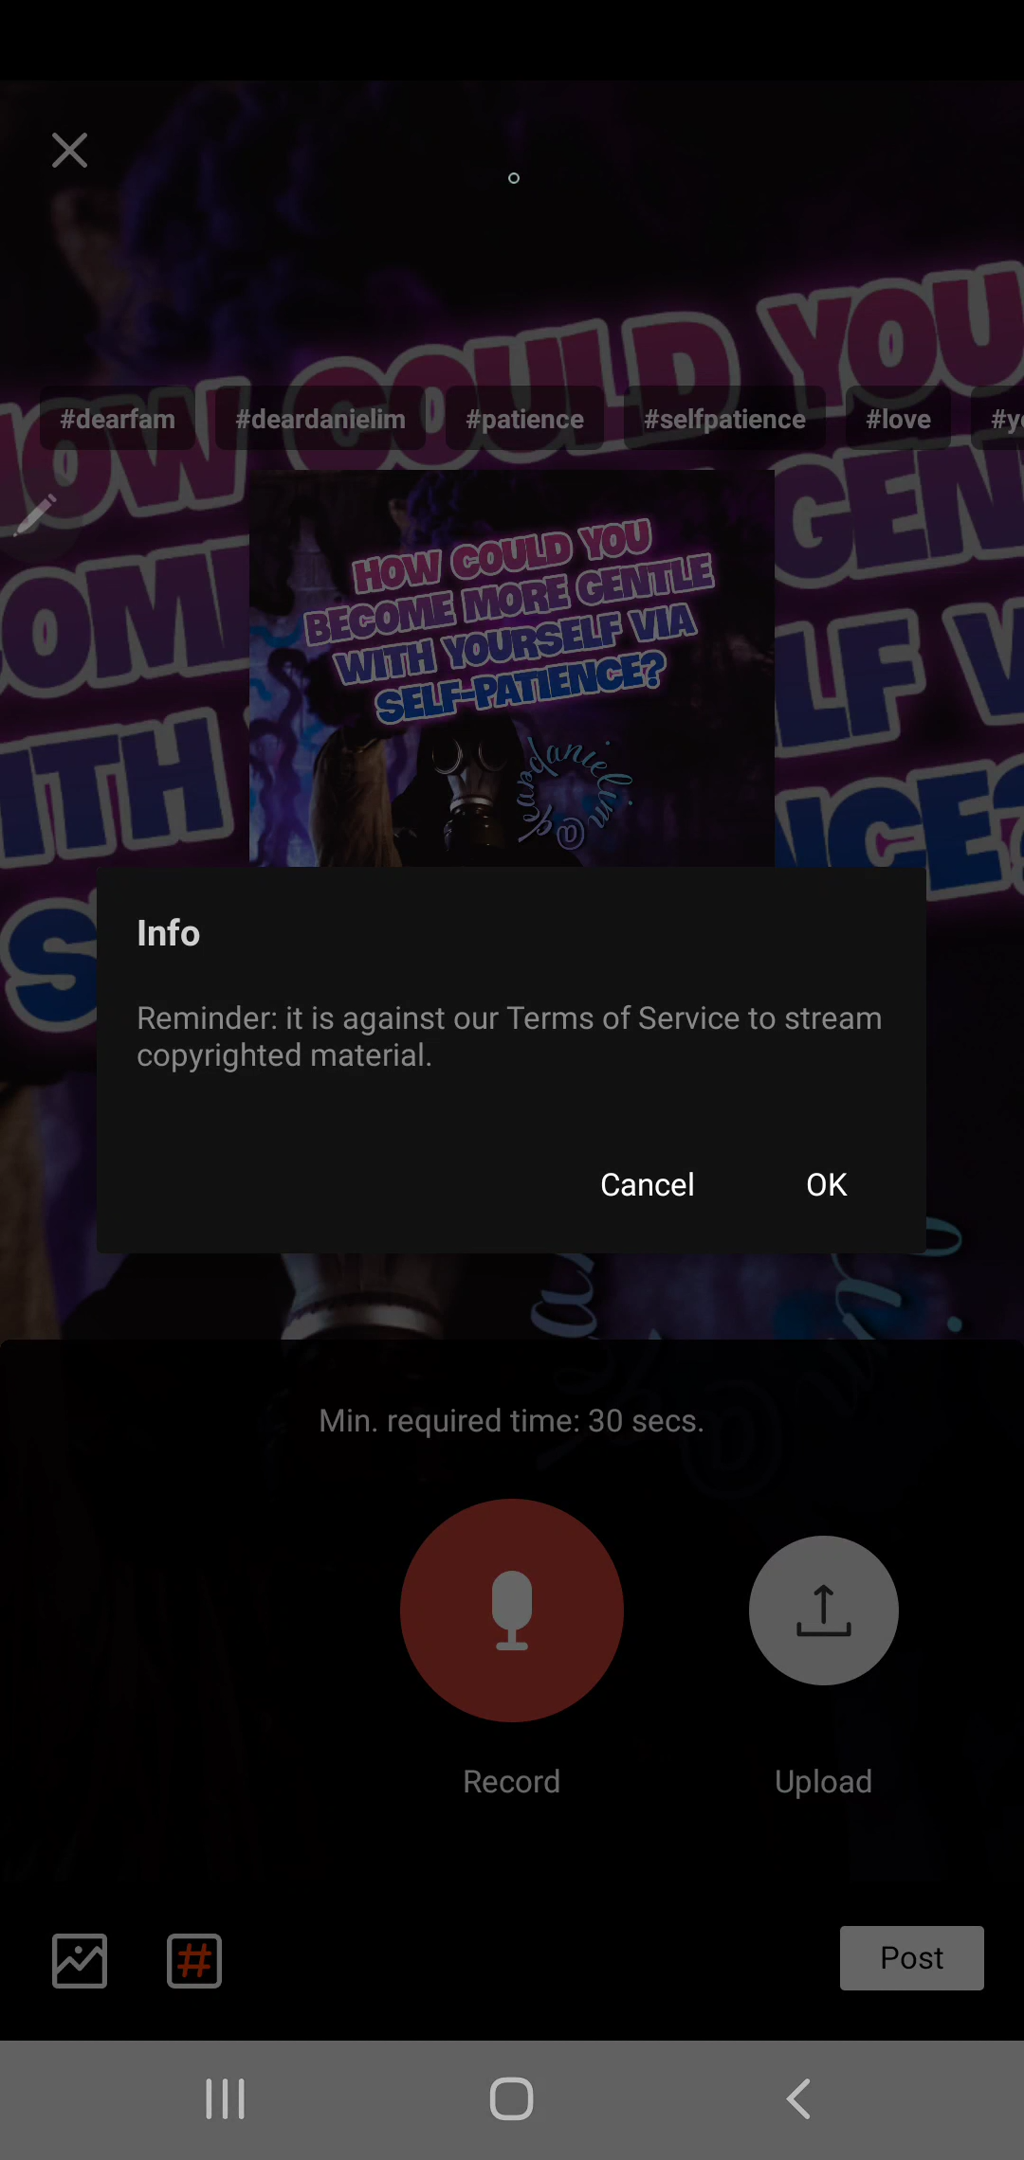 #dearfam #deardanielim #patience #selfpatience #love
HOW COULD YOU
BECOME MORE GENTLE
WITH YOURSELF VIA
SELF-PATIENCE?
@deardanielim
Info
Reminder: it is against our Terms of Service to stream
copyrighted material.
Cancel OK
Min. required time: 30 secs.
Record Upload
Post